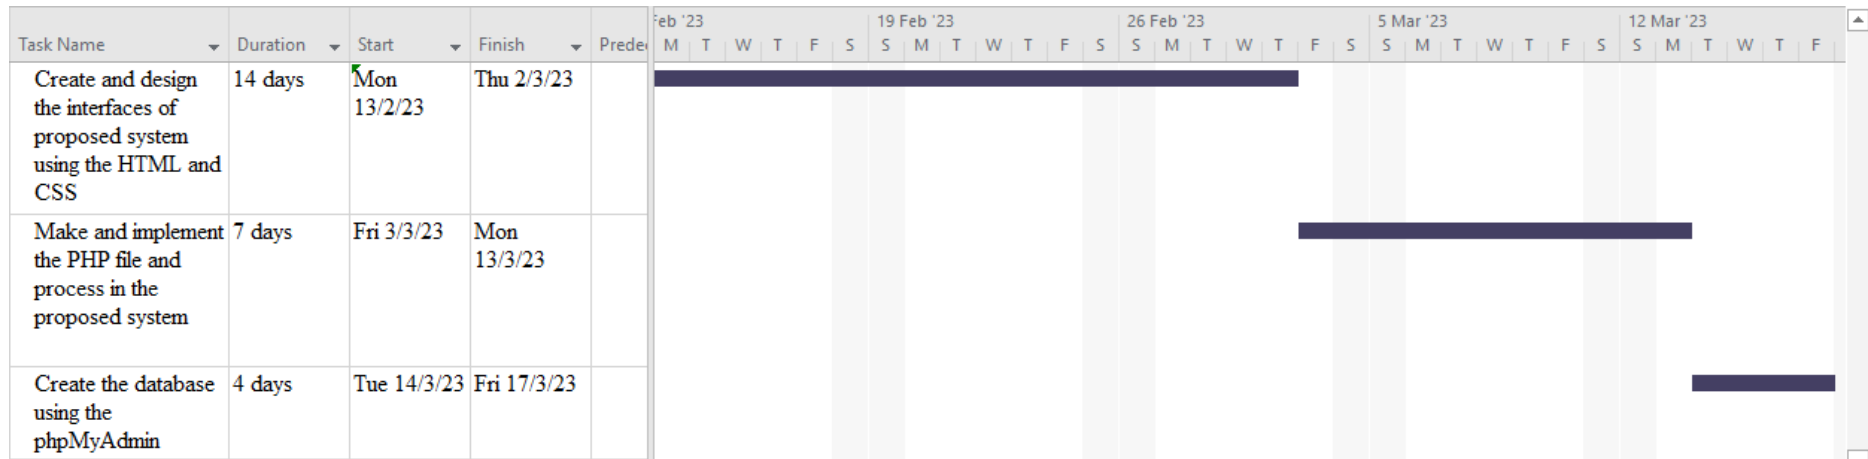 Feb '23 19 Feb '23 26 Feb '23 5 Mar '23 12 Mar '23
Task Name Duration Start Finish Prede M T W T F S S M T W T F S S M T W T F S S M T W T F S S M T W T F
Create and design 14 days Mon Thu 2/3/23
the interfaces of 13/2/23
proposed system
using the HTML and
CSS
Make and implement 7 days Fri 3/3/23 Mon
the PHP file and 13/3/23
process in the
proposed system
Create the database 4 days Tue 14/3/23 Fri 17/3/23
using the
phpMyAdmin